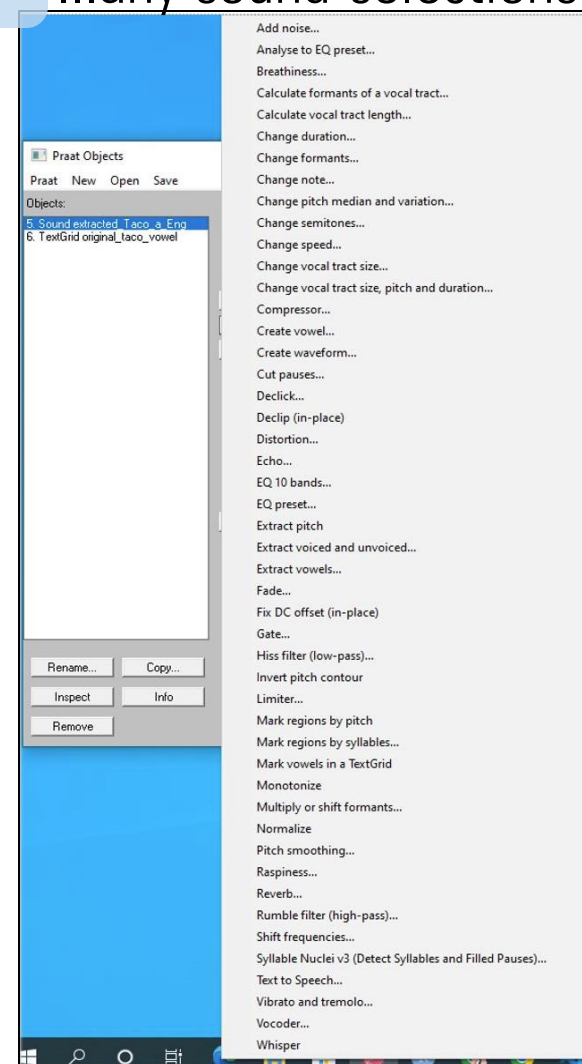 Many sound selections
Praat Objects
Praat New Open Save
Objects:
5. Sound extracted_Taco_a_Eng
6. TextGrid original_taco_vowel
Rename... Copy...
Inspect Info
Remove
Add noise...
Analyse to EQ preset...
Breathiness...
Calculate formants of a vocal tract...
Calculate vocal tract length...
Change duration...
Change formants...
Change note...
Change pitch median and variation...
Change semitones...
Change speed...
Change vocal tract size...
Change vocal tract size, pitch and duration...
Compressor...
Create vowel...
Create waveform...
Cut pauses...
Declick...
Declip (in-place)
Distortion...
Echo...
EQ 10 bands...
EQ preset...
Extract pitch
Extract voiced and unvoiced...
Extract vowels...
Fade...
Fix DC offset (in-place)
Gate...
Hiss filter (low-pass)...
Invert pitch contour
Limiter...
Mark regions by pitch
Mark regions by syllables...
Mark vowels in a TextGrid
Monotonize
Multiply or shift formants...
Normalize
Pitch smoothing...
Raspiness...
Reverb...
Rumble filter (high-pass)...
Shift frequencies...
Syllable Nuclei v3 (Detect Syllables and Filled Pauses)...
Text to Speech...
Vibrato and tremolo...
Vocoder...
Whisper